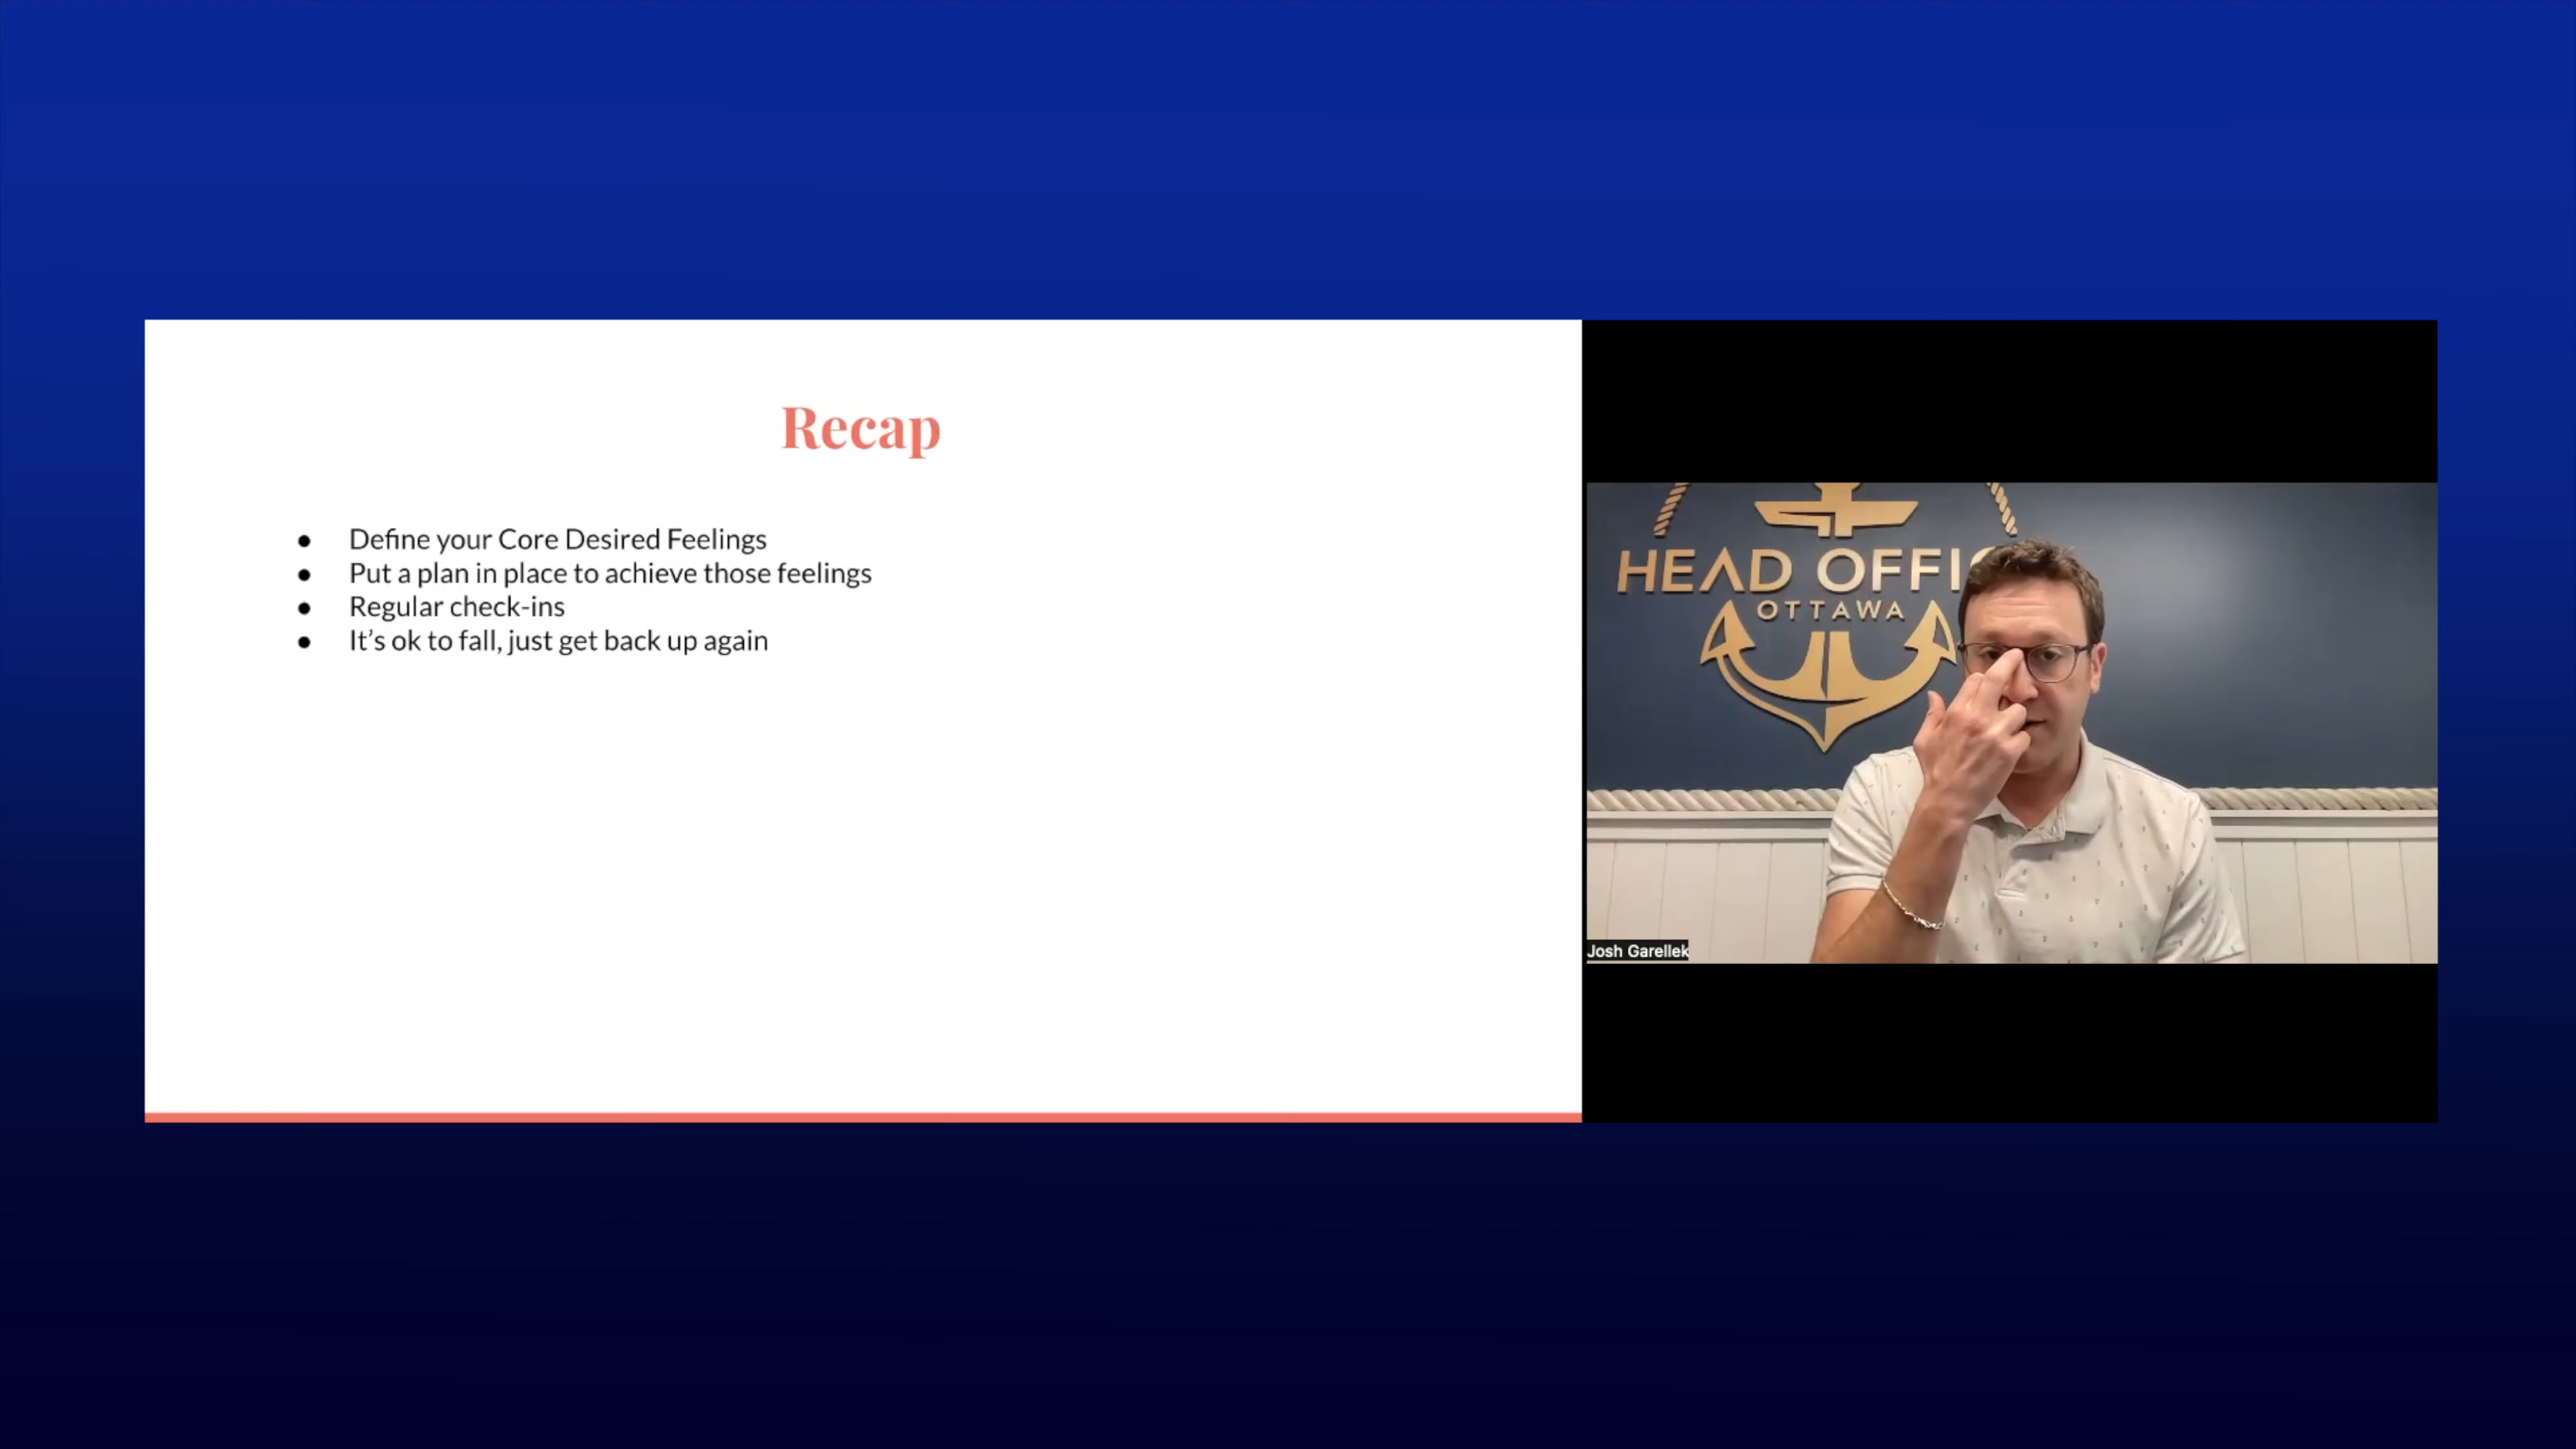 Recap
● Define your Core Desired Feelings
● Put a plan in place to achieve those feelings
● Regular check-ins
● It’s ok to fall, just get back up again
HEAD OFFIC
OTTAWA
Josh Garellek